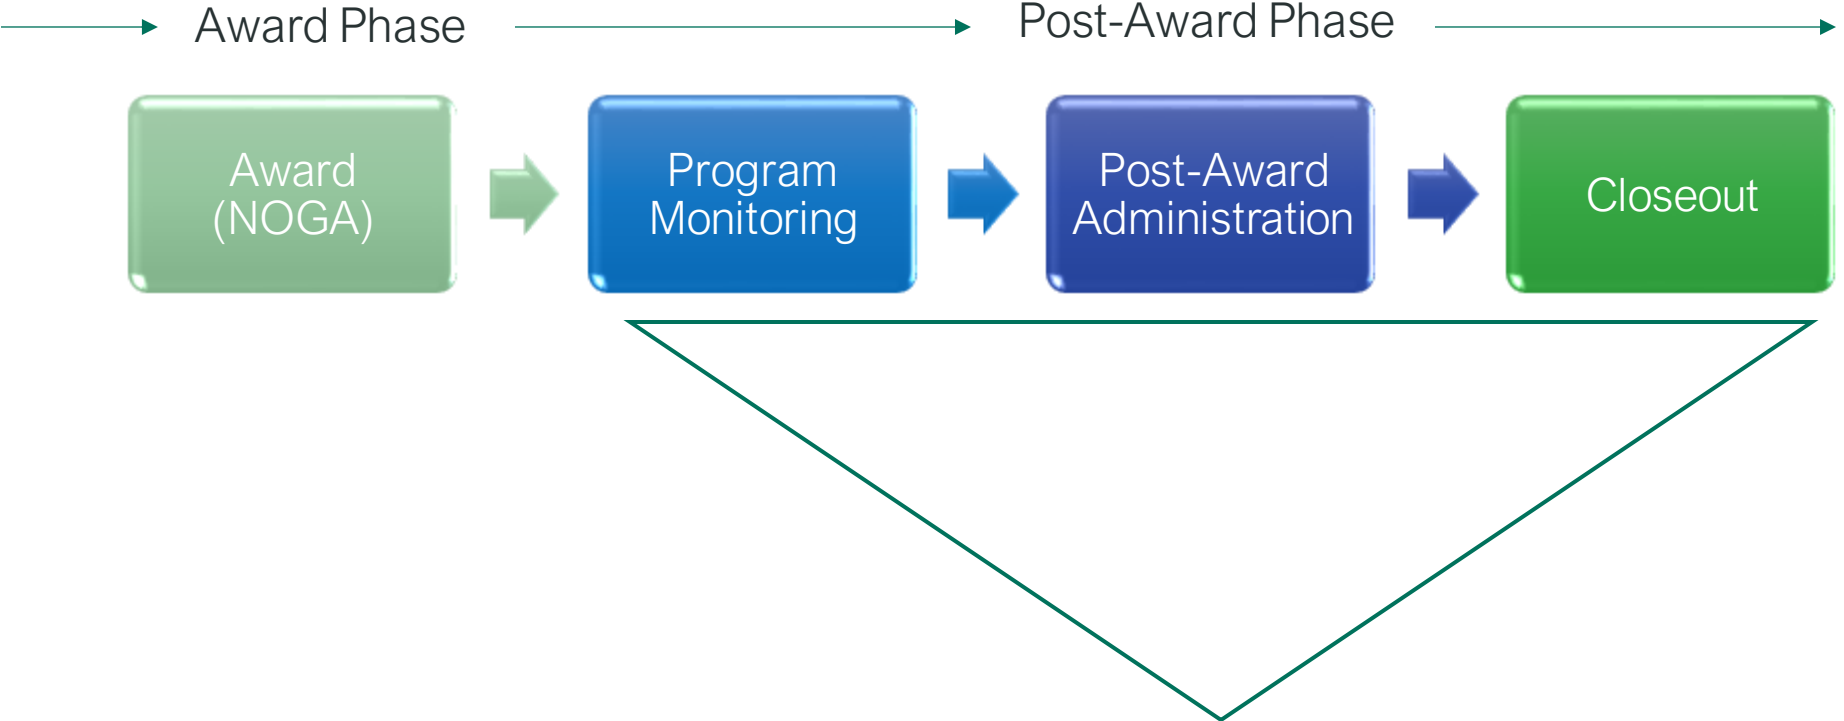 Award Phase
Post-Award Phase
Award
(NOGA)
Program
Monitoring
Post-Award
Administration
Closeout